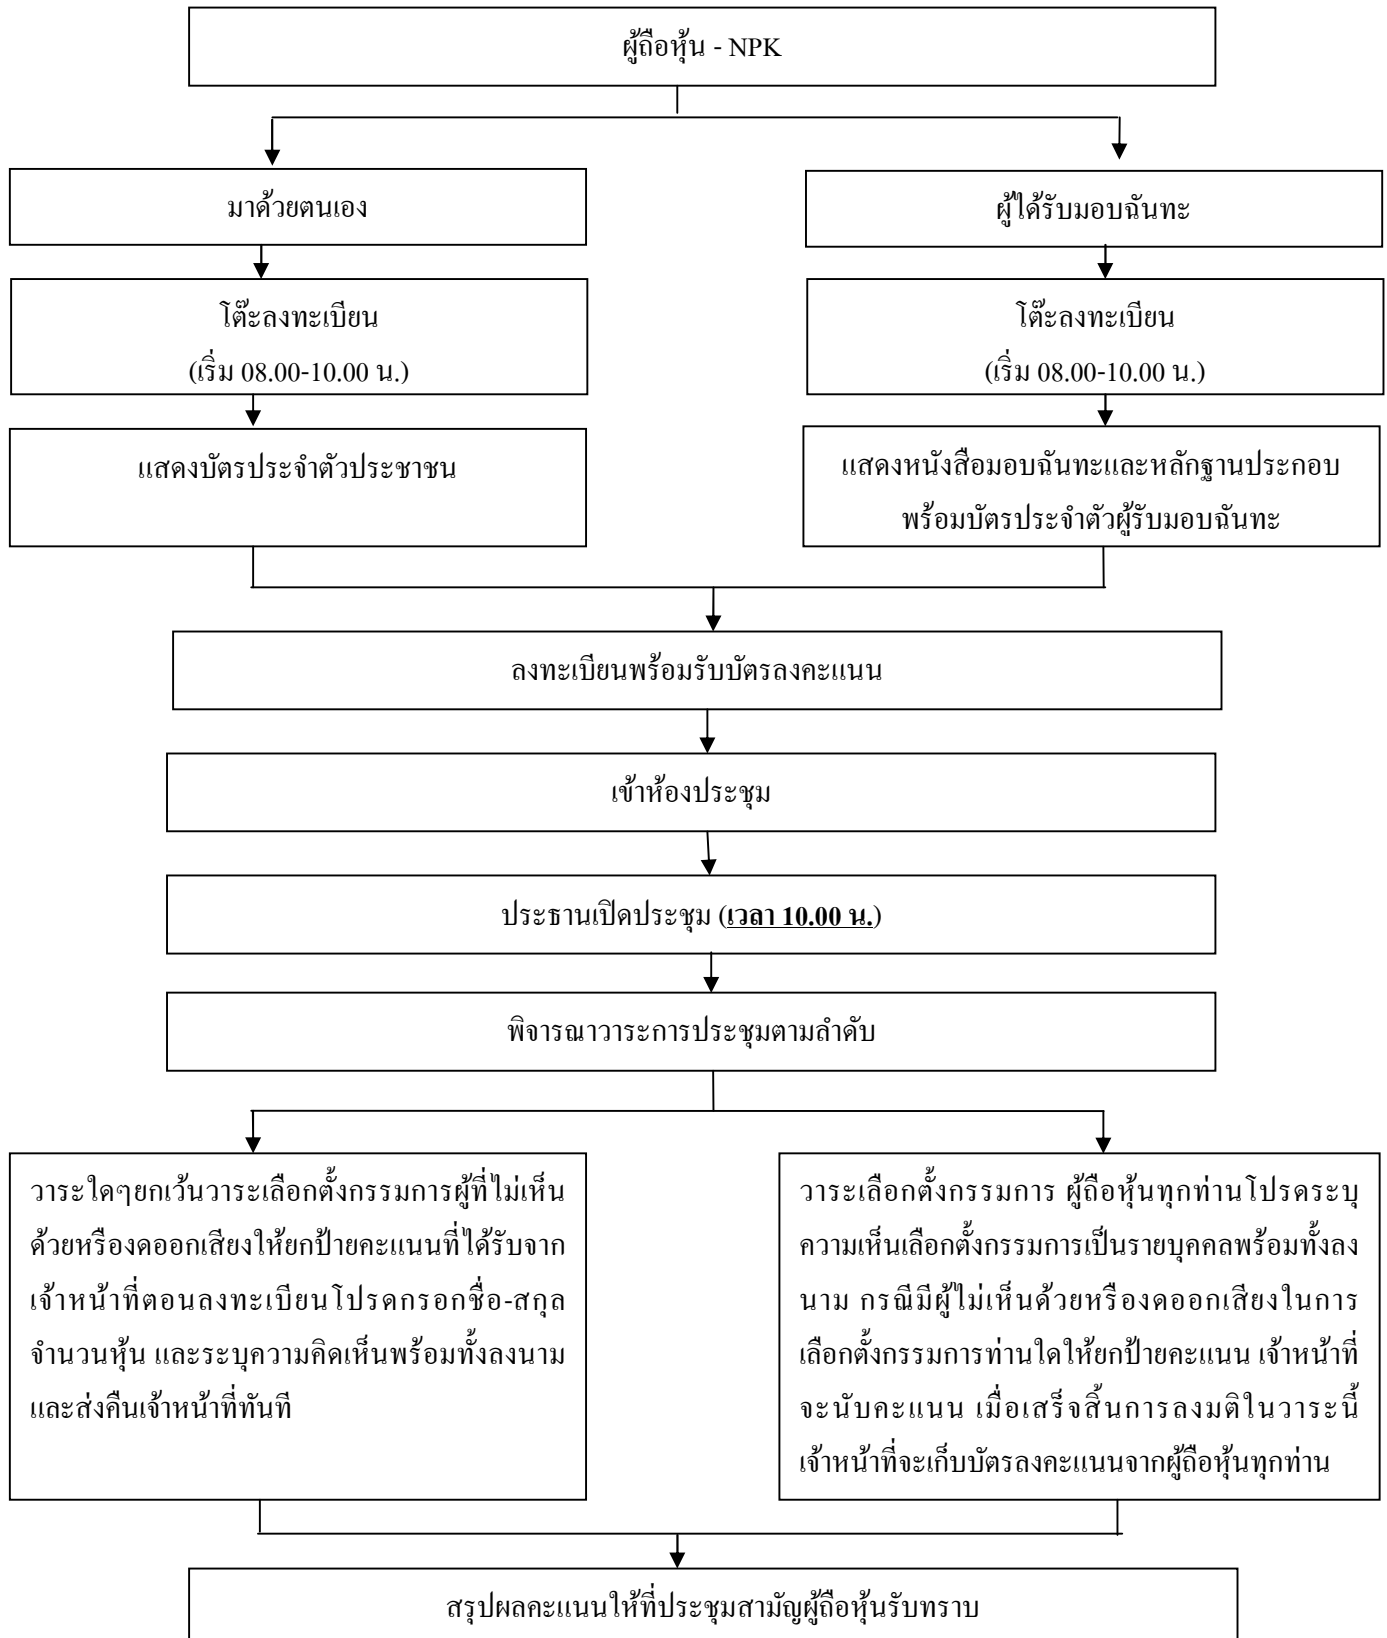 ผู้ถือหุ้น - NPK
มาด้วยตนเอง
ผู้ได้รับมอบฉันทะ
โต๊ะลงทะเบียน
(เริ่ม 08.00-10.00 น.)
โต๊ะลงทะเบียน
(เริ่ม 08.00-10.00 น.)
แสดงบัตรประจำตัวประชาชน
แสดงหนังสือมอบฉันทะและหลักฐานประกอบ
พร้อมบัตรประจำตัวผู้รับมอบฉันทะ
ลงทะเบียนพร้อมรับบัตรลงคะแนน
เข้าห้องประชุม
ประธานเปิดประชุม (เวลา 10.00 น.)
พิจารณาวาระการประชุมตามลำดับ
วาระใดๆยกเว้นวาระเลือกตั้งกรรมการผู้ที่ไม่เห็น
ด้วยหรืองดออกเสียงให้ยกป้ายคะแนนที่ได้รับจาก
เจ้าหน้าที่ตอนลงทะเบียนโปรดกรอกชื่อ-สกุล
จำนวนหุ้น และระบุความคิดเห็นพร้อมทั้งลงนาม
และส่งคืนเจ้าหน้าที่ทันที
วาระเลือกตั้งกรรมการ ผู้ถือหุ้นทุกท่านโปรดระบุ
ความเห็นเลือกตั้งกรรมการเป็นรายบุคคลพร้อมทั้งลง
นาม กรณีมีผู้ไม่เห็นด้วยหรืองดออกเสียงในการ
เลือกตั้งกรรมการท่านใดให้ยกป้ายคะแนน เจ้าหน้าที่
จะนับคะแนน เมื่อเสร็จสิ้นการลงมติในวาระนี้
เจ้าหน้าที่จะเก็บบัตรลงคะแนนจากผู้ถือหุ้นทุกท่าน
สรุปผลคะแนนให้ที่ประชุมสามัญผู้ถือหุ้นรับทราบ